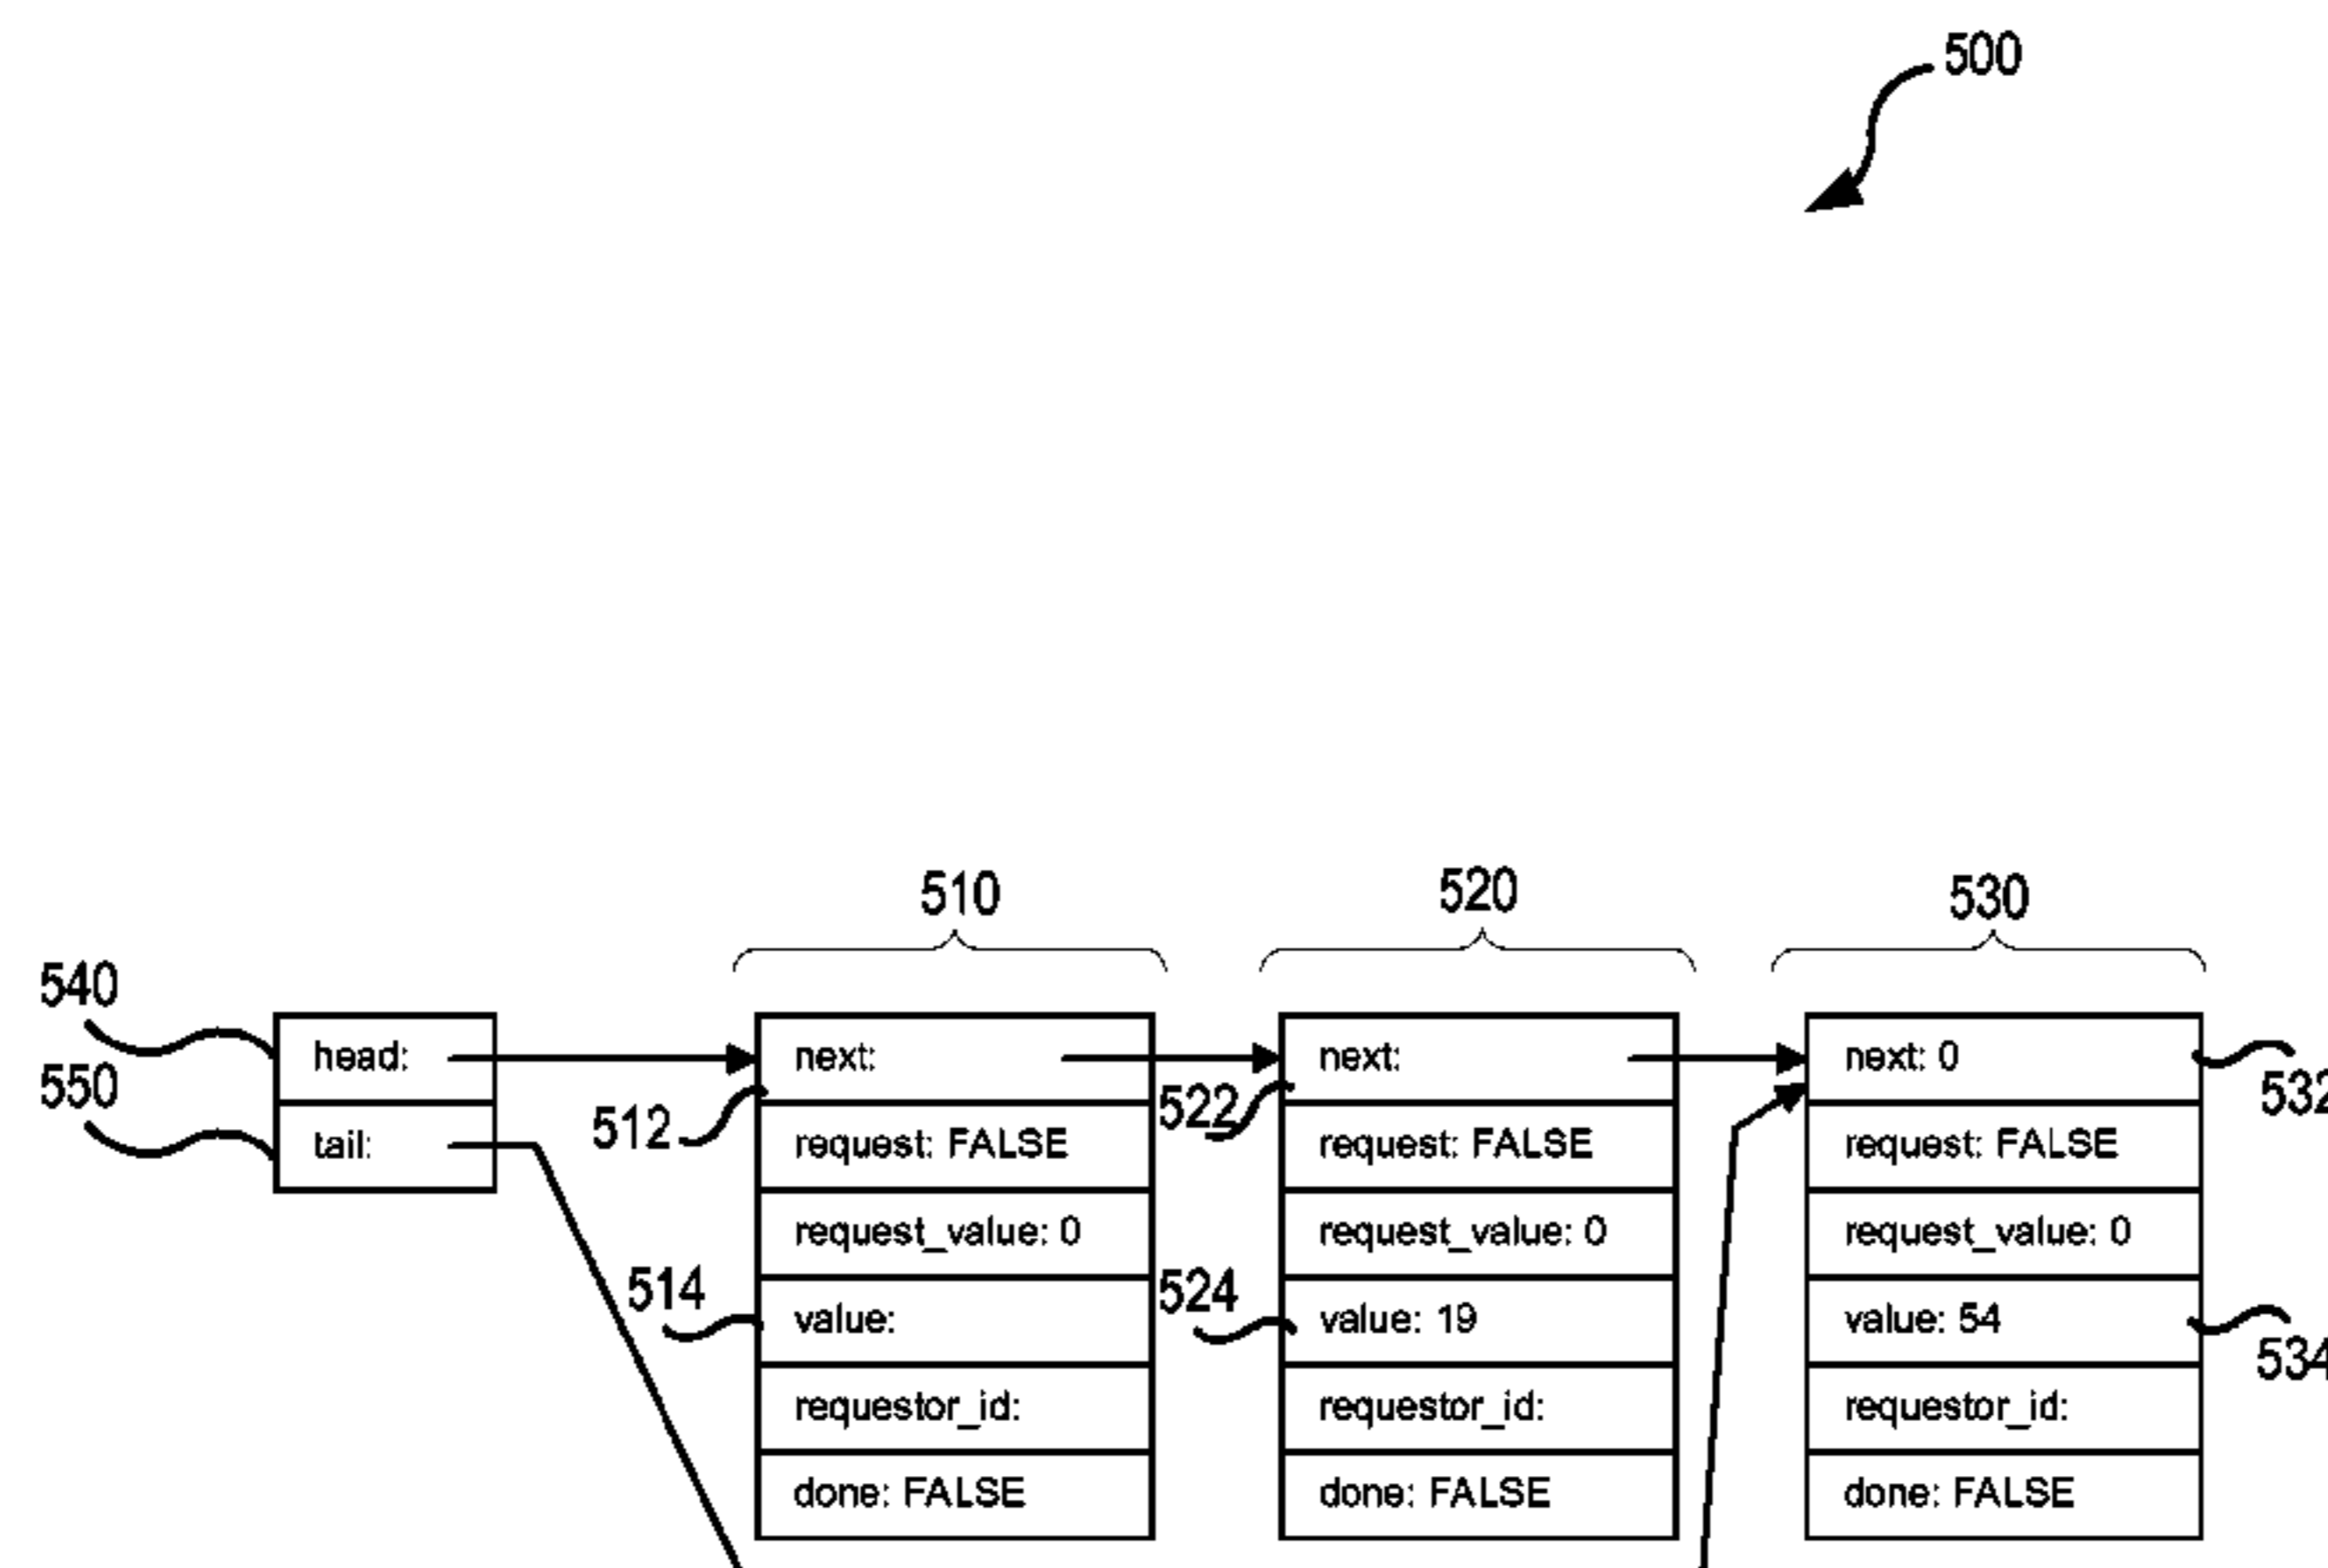 500
510 520 530
540
head: next: next: next: 0
550 512 522 532
tail: request: FALSE request: FALSE request: FALSE
request_value: 0 request_value: 0 request_value: 0
514 524
value: value: 19 value: 54
534
requestor_id: requestor_id: requestor_id:
done: FALSE done: FALSE done: FALSE